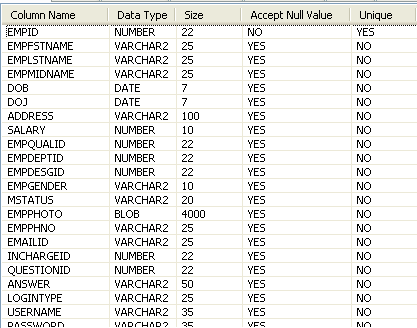 Column Name Data Type Size Accept Null Value Unique
EMPID NUMBER 22 NO YES
EMPFSTNAME VARCHAR2 25 YES NO
EMPLSTNAME VARCHAR2 25 YES NO
EMPMIDNAME VARCHAR2 25 YES NO
DOB DATE 7 YES NO
DOJ DATE 7 YES NO
ADDRESS VARCHAR2 100 YES NO
SALARY NUMBER 10 YES NO
EMPQUALID NUMBER 22 YES NO
EMPDEPTID NUMBER 22 YES NO
EMPDESGID NUMBER 22 YES NO
EMPGENDER NUMBER 10 YES NO
MSTATUS VARCHAR2 20 YES NO
EMPPHOTO BLOB 4000 YES NO
EMPPHNO VARCHAR2 25 YES NO
EMAILID VARCHAR2 25 YES NO
INCHARGEID NUMBER 22 YES NO
QUESTIONID NUMBER 22 YES NO
ANSWER VARCHAR2 50 YES NO
LOGINTYPE VARCHAR2 25 YES NO
USERNAME VARCHAR2 35 YES NO
PASSWORD VARCHAR2 35 YES NO